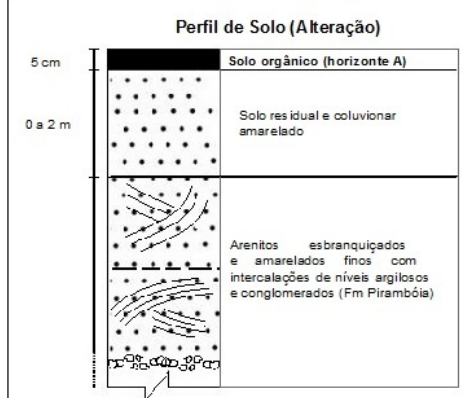 Perfil de Solo (Alteração)
5 cm
Solo orgânico (horizonte A)
0 a 2 m
Solo residual e coluvionar
amarelado
Arenitos esbranquiçados
e amarelados finos com
intercalações de níveis argilosos
e conglomerados (Fm Pirambóia)